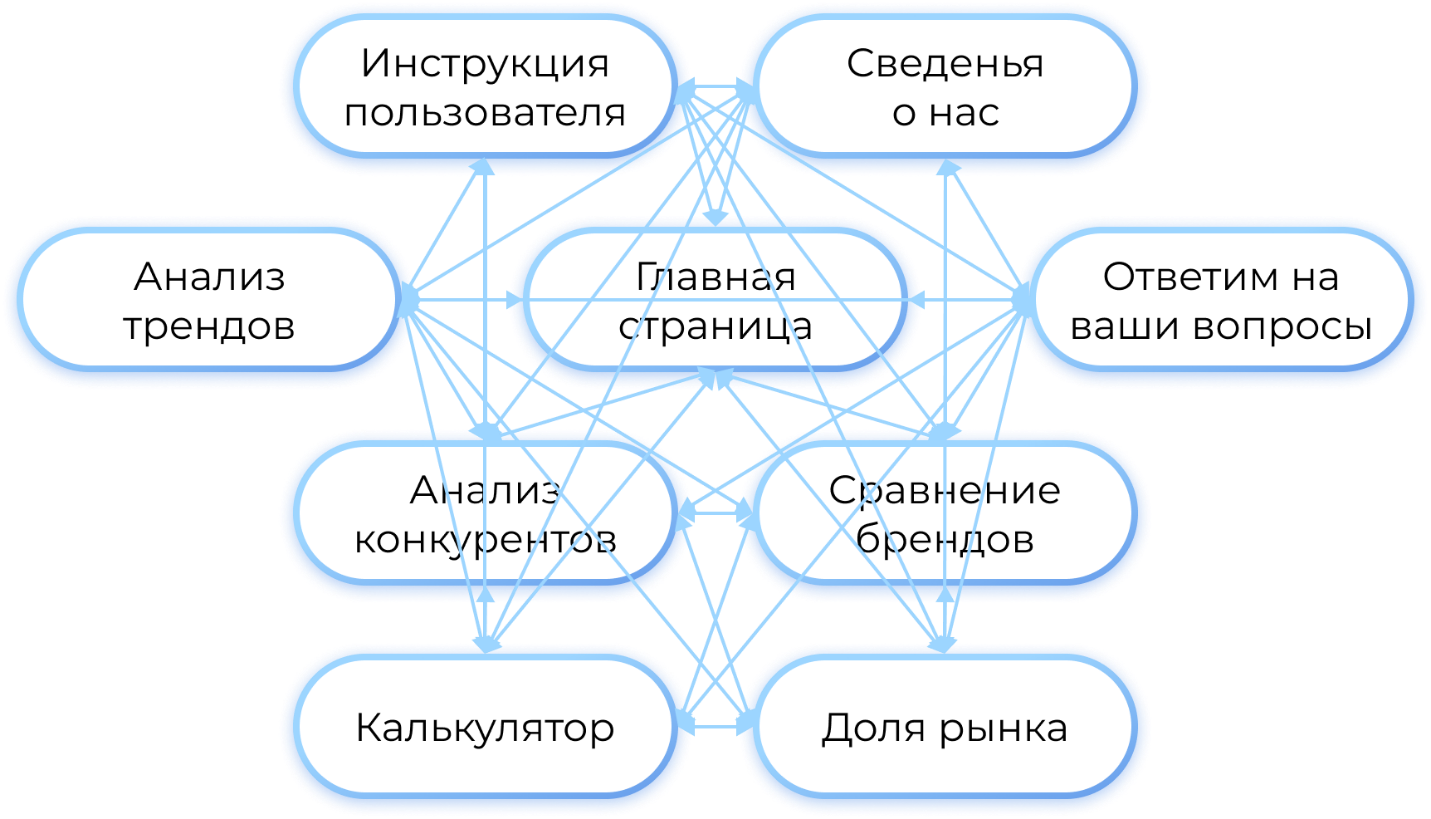 Инструкция
пользователя
Сведенья
о нас
Анализ
трендов
Главная
страница
Ответим на
ваши вопросы
Анализ
конкурентов
Сравнение
брендов
Калькулятор
Доля рынка